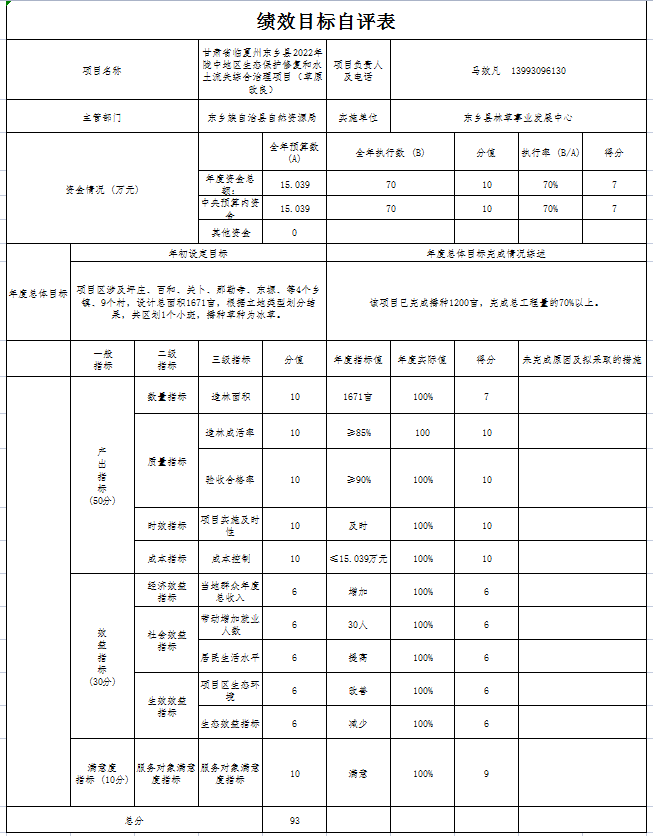 绩效目标自评表
项目名称
甘肃省临夏州东乡县2022年
陇中地区生态保护修复和水
土流失综合治理项目（草原
改良）
项目负责人
及电话
马效凡 13993096130
主管部门
东乡族自治县自然资源局
实施单位
东乡县林草事业发展中心
资金情况（万元）
全年预算数
(A)
全年执行数（B）
分值
执行率（B/A）
得分
年度资金总
额：
15.039
70
10
70%
7
中央预算内资
金
15.039
70
10
70%
7
其他资金
0
年度总体目标
年初设定目标
年度总体目标完成情况综述
项目区涉及坪庄、百和、关卜、那勒寺、东塬、等4个乡
镇、9个村，设计总面积1671亩，根据立地类型划分结
果，共区划1个小班，播种草种为冰草。
该项目已完成播种1200亩，完成总工程量的70%以上。
一般
指标
二级
指标
三级指标
分值
年度指标值
年度实际值
得分
未完成原因及拟采取的措施
产
出
指
标
(50分)
数量指标
造林面积
10
1671亩
100%
7
质量指标
造林成活率
10
≥85%
100
10
验收合格率
10
≥90%
100%
10
时效指标
项目实施及时
性
10
及时
100%
10
成本指标
成本控制
10
≤15.039万元
100%
10
效
益
指
标
(30分)
经济效益
指标
当地群众年度
总收入
6
增加
100%
6
社会效益
指标
带动增加就业
人数
6
30人
100%
6
居民生活水平
6
提高
100%
6
生效效益
指标
项目区生态环
境
6
改善
100%
6
生态效益指标
6
减少
100%
6
满意度
指标（10分）
服务对象满意
度指标
服务对象满意
度指标
10
满意
100%
9
总分
93